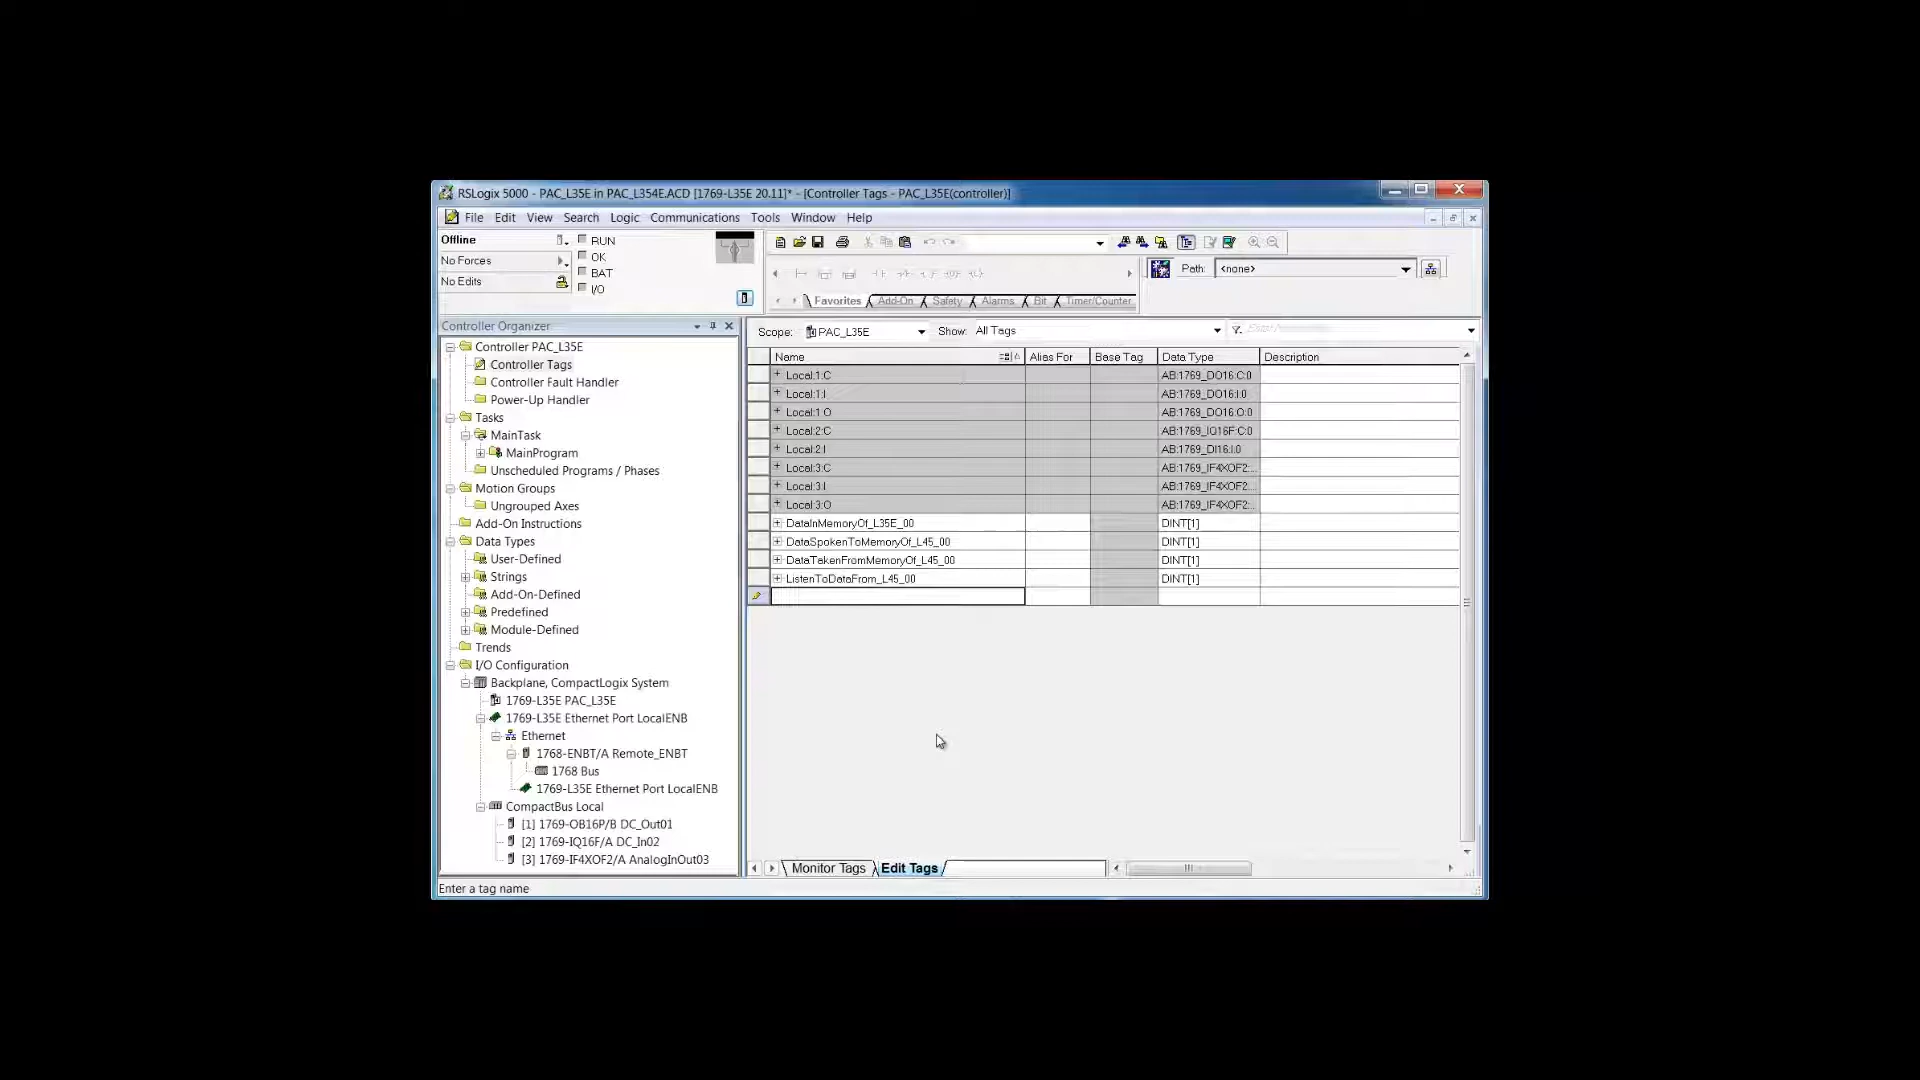 RSLogix 5000 - PAC_L35E in PAC_L354E.ACD [1769-L35E 20.11]* - [Controller Tags - PAC_L35E(controller)]
File Edit View Search Logic Communications Tools Window Help
Offline
RUN
No Forces
OK
No Edits
BAT
I/O
Path: <none>
Favorites Add-On Safety Alarms Bit Timer/Counter
Controller Organizer
Controller PAC_L35E
Controller Tags
Controller Fault Handler
Power-Up Handler
Tasks
MainTask
MainProgram
Unscheduled Programs / Phases
Motion Groups
Ungrouped Axes
Add-On Instructions
Data Types
User-Defined
Strings
Add-On-Defined
Predefined
Module-Defined
Trends
I/O Configuration
Backplane, CompactLogix System
1769-L35E PAC_L35E
1769-L35E Ethernet Port LocalENB
Ethernet
1768-ENBT/A Remote_ENBT
1768 Bus
1769-L35E Ethernet Port LocalENB
CompactBus Local
[1] 1769-OB16P/B DC_Out01
[2] 1769-IQ16F/A DC_In02
[3] 1769-IF4XOF2/A AnalogInOut03
Scope: PAC_L35E Show: All Tags
Name Alias For Base Tag Data Type Description
Local:1:C AB:1769_DO16:C:0
Local:1:I AB:1769_DO16:I:0
Local:1:O AB:1769_DO16:O:0
Local:2:C AB:1769_IQ16F:C:0
Local:2:I AB:1769_DI16:I:0
Local:3:C AB:1769_IF4XOF2:...
Local:3:I AB:1769_IF4XOF2:...
Local:3:O AB:1769_IF4XOF2:...
DataInMemoryOf_L35E_00 DINT[1]
DataSpokenToMemoryOf_L45_00 DINT[1]
DataTakenFromMemoryOf_L45_00 DINT[1]
ListenToDataFrom_L45_00 DINT[1]
Monitor Tags Edit Tags
Enter a tag name